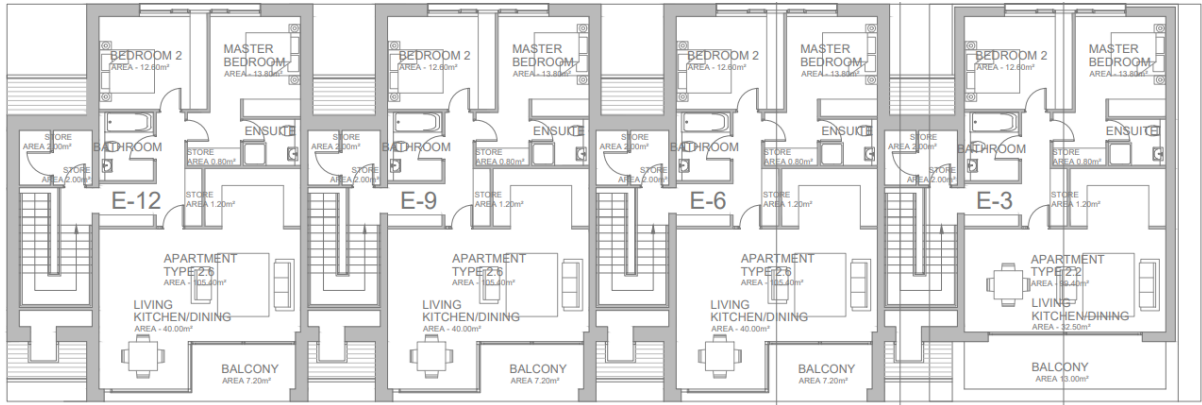 BEDROOM 2
AREA - 12.60m²
MASTER
BEDROOM
AREA - 13.80m²
STORE
AREA 2.00m²
BATHROOM
ENSUITE
STORE
AREA 0.80m²
STORE
AREA 2.00m²
E-12
STORE
AREA 1.20m²
APARTMENT
TYPE 2.6
AREA - 105.40m²
LIVING
KITCHEN/DINING
AREA - 40.00m²
BALCONY
AREA 7.20m²
BEDROOM 2
AREA - 12.60m²
MASTER
BEDROOM
AREA - 13.80m²
STORE
AREA 2.00m²
BATHROOM
ENSUITE
STORE
AREA 0.80m²
STORE
AREA 2.00m²
E-9
STORE
AREA 1.20m²
APARTMENT
TYPE 2.6
AREA - 105.40m²
LIVING
KITCHEN/DINING
AREA - 40.00m²
BALCONY
AREA 7.20m²
BEDROOM 2
AREA - 12.60m²
MASTER
BEDROOM
AREA - 13.80m²
STORE
AREA 2.00m²
BATHROOM
ENSUITE
STORE
AREA 0.80m²
STORE
AREA 2.00m²
E-6
STORE
AREA 1.20m²
APARTMENT
TYPE 2.6
AREA - 105.40m²
LIVING
KITCHEN/DINING
AREA - 40.00m²
BALCONY
AREA 7.20m²
BEDROOM 2
AREA - 12.60m²
MASTER
BEDROOM
AREA - 13.80m²
STORE
AREA 2.00m²
BATHROOM
ENSUITE
STORE
AREA 0.80m²
STORE
AREA 2.00m²
E-3
STORE
AREA 1.20m²
APARTMENT
TYPE 2.2
AREA - 99.40m²
LIVING
KITCHEN/DINING
AREA - 32.50m²
BALCONY
AREA 13.00m²